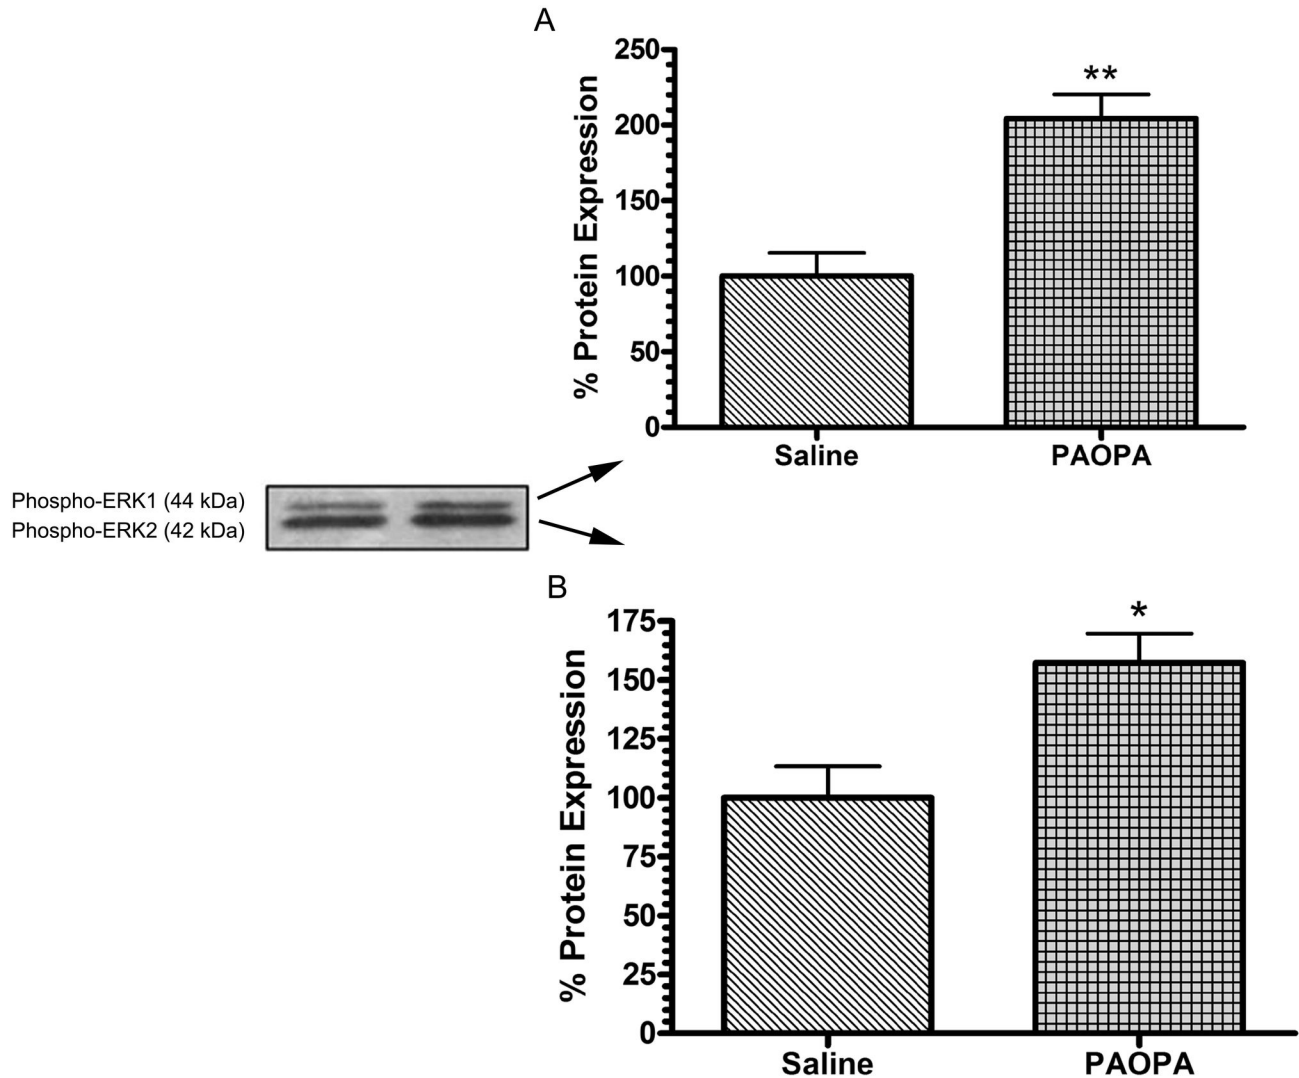 A
250
200
150
100
50
0
% Protein Expression
**
Saline
PAOPA
Phospho-ERK1 (44 kDa)
Phospho-ERK2 (42 kDa)
B
175
150
125
100
75
50
25
0
% Protein Expression
*
Saline
PAOPA